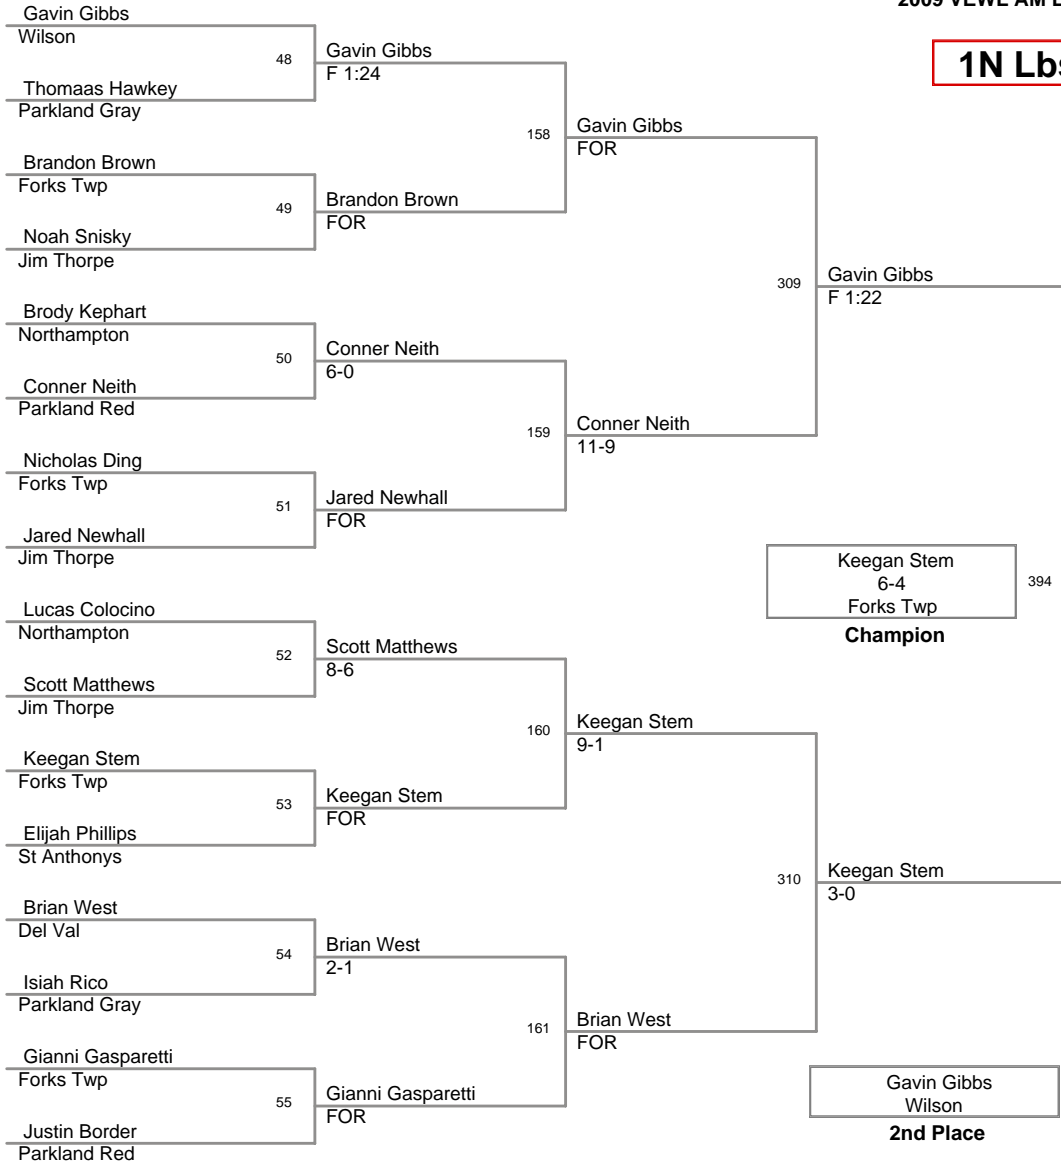 2009 VEWL AM
1N Lbs
Gavin Gibbs
Wilson
48
Thomaas Hawkey
Parkland Gray
Gavin Gibbs
F 1:24
Brandon Brown
Forks Twp
49
Noah Snisky
Jim Thorpe
Brandon Brown
FOR
158
Gavin Gibbs
FOR
Brody Kephart
Northampton
50
Conner Neith
Parkland Red
Conner Neith
6-0
Nicholas Ding
Forks Twp
51
Jared Newhall
Jim Thorpe
Jared Newhall
FOR
159
Conner Neith
11-9
309
Gavin Gibbs
F 1:22
Lucas Colocino
Northampton
52
Scott Matthews
Jim Thorpe
Scott Matthews
8-6
Keegan Stem
Forks Twp
53
Elijah Phillips
St Anthonys
Keegan Stem
FOR
160
Keegan Stem
9-1
Brian West
Del Val
54
Isiah Rico
Parkland Gray
Brian West
2-1
Gianni Gasparetti
Forks Twp
55
Justin Border
Parkland Red
Gianni Gasparetti
FOR
161
Brian West
FOR
310
Keegan Stem
3-0
Keegan Stem
6-4
Forks Twp
394
Champion
Gavin Gibbs
Wilson
2nd Place